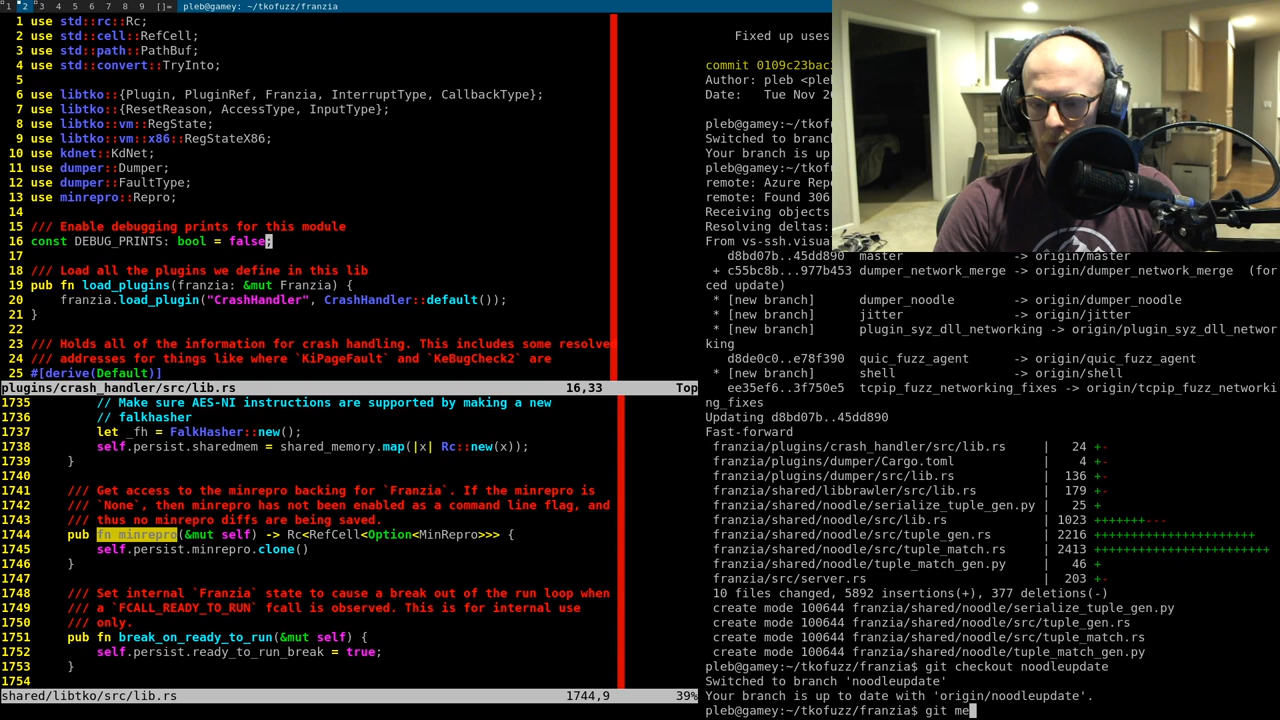 1 2 3 4 5 6 7 8 9 []= pleb@gamey: ~/tkofuzz/franzia
1 use std::rc::Rc;
2 use std::cell::RefCell;
3 use std::path::PathBuf;
4 use std::convert::TryInto;
5
6 use libtko::{Plugin, PluginRef, Franzia, InterruptType, CallbackType};
7 use libtko::{ResetReason, AccessType, InputType};
8 use libtko::vm::RegState;
9 use libtko::vm::x86::RegStateX86;
10 use kdnet::KdNet;
11 use dumper::Dumper;
12 use dumper::FaultType;
13 use minrepro::Repro;
14
15 /// Enable debugging prints for this module
16 const DEBUG_PRINTS: bool = false;
17
18 /// Load all the plugins we define in this lib
19 pub fn load_plugins(franzia: &mut Franzia) {
20     franzia.load_plugin("CrashHandler", CrashHandler::default());
21 }
22
23 /// Holds all of the information for crash handling. This includes some resolved
24 /// addresses for things like where `KiPageFault` and `KeBugCheck2` are
25 #[derive(Default)]
plugins/crash_handler/src/lib.rs 16,33 Top
1735         // Make sure AES-NI instructions are supported by making a new
1736         // falkhasher
1737         let _fh = FalkHasher::new();
1738         self.persist.sharedmem = shared_memory.map(|x| Rc::new(x));
1739     }
1740
1741     /// Get access to the minrepro backing for `Franzia`. If the minrepro is
1742     /// `None`, then minrepro has not been enabled as a command line flag, and
1743     /// thus no minrepro diffs are being saved.
1744     pub fn minrepro(&mut self) -> Rc<RefCell<Option<MinRepro>>> {
1745         self.persist.minrepro.clone()
1746     }
1747
1748     /// Set internal `Franzia` state to cause a break out of the run loop when
1749     /// a `FCALL_READY_TO_RUN` fcall is observed. This is for internal use
1750     /// only.
1751     pub fn break_on_ready_to_run(&mut self) {
1752         self.persist.ready_to_run_break = true;
1753     }
1754
shared/libtko/src/lib.rs 1744,9 39%
Fixed up uses
commit 0109c23bac
Author: pleb <pleb
Date:   Tue Nov 2
pleb@gamey:~/tkofu
Switched to branch
Your branch is up
pleb@gamey:~/tkofu
remote: Azure Repo
remote: Found 306
Receiving objects
Resolving deltas:
From vs-ssh.visua
   d8bd07b..45dd890  master               -> origin/master
 + c55bc8b...977b453 dumper_network_merge -> origin/dumper_network_merge  (for
ced update)
 * [new branch]      dumper_noodle        -> origin/dumper_noodle
 * [new branch]      jitter               -> origin/jitter
 * [new branch]      plugin_syz_dll_networking -> origin/plugin_syz_dll_networ
king
   d8de0c0..e78f390  quic_fuzz_agent      -> origin/quic_fuzz_agent
 * [new branch]      shell                -> origin/shell
   ee35ef6..3f750e5  tcpip_fuzz_networking_fixes -> origin/tcpip_fuzz_networki
ng_fixes
Updating d8bd07b..45dd890
Fast-forward
 franzia/plugins/crash_handler/src/lib.rs     |   24 +-
 franzia/plugins/dumper/Cargo.toml            |    4 +-
 franzia/plugins/dumper/src/lib.rs            |  136 +-
 franzia/shared/librawler/src/lib.rs          |  179 +-
 franzia/shared/noodle/serialize_tuple_gen.py |   25 +
 franzia/shared/noodle/src/lib.rs             | 1023 +++++++---
 franzia/shared/noodle/src/tuple_gen.rs       | 2216 ++++++++++++++++++++++
 franzia/shared/noodle/src/tuple_match.rs     | 2413 ++++++++++++++++++++++++
 franzia/shared/noodle/tuple_match_gen.py     |   46 +
 franzia/src/server.rs                        |  203 +-
 10 files changed, 5892 insertions(+), 377 deletions(-)
 create mode 100644 franzia/shared/noodle/serialize_tuple_gen.py
 create mode 100644 franzia/shared/noodle/src/tuple_gen.rs
 create mode 100644 franzia/shared/noodle/src/tuple_match.rs
 create mode 100644 franzia/shared/noodle/tuple_match_gen.py
pleb@gamey:~/tkofuzz/franzia$ git checkout noodleupdate
Switched to branch 'noodleupdate'
Your branch is up to date with 'origin/noodleupdate'.
pleb@gamey:~/tkofuzz/franzia$ git me